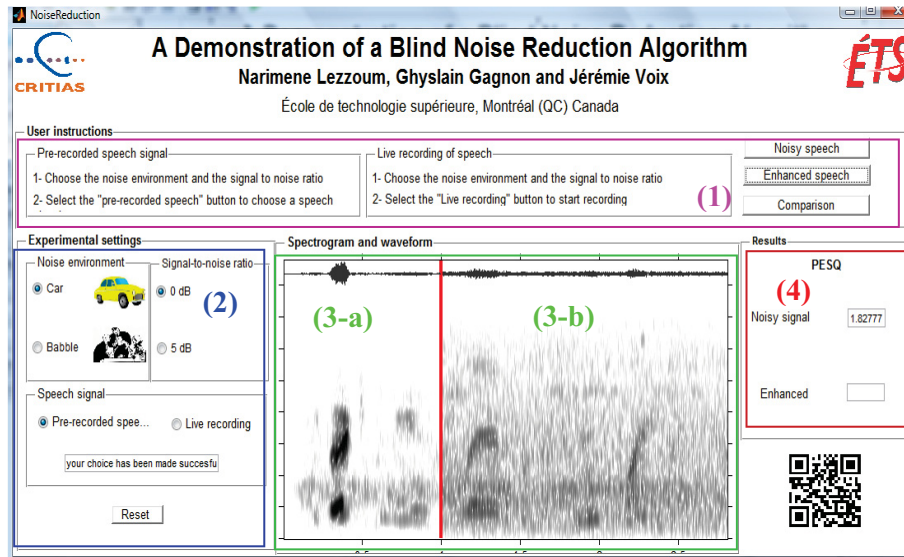 NoiseReduction
A Demonstration of a Blind Noise Reduction Algorithm
Narimene Lezzoum, Ghyslain Gagnon and Jérémie Voix
École de technologie supérieure, Montréal (QC) Canada
CRITIAS
ÉTS
User instructions
Pre-recorded speech signal
1- Choose the noise environment and the signal to noise ratio
2- Select the "pre-recorded speech" button to choose a speech
Live recording of speech
1- Choose the noise environment and the signal to noise ratio
2- Select the "Live recording" button to start recording
(1)
Noisy speech
Enhanced speech
Comparison
Experimental settings
Noise environment
Car
Babble
Signal-to-noise ratio
0 dB
(2)
5 dB
Speech signal
Pre-recorded spee...
Live recording
your choice has been made succesfu
Reset
Spectrogram and waveform
(3-a)
(3-b)
Results
PESQ
(4)
Noisy signal
1.82777
Enhanced